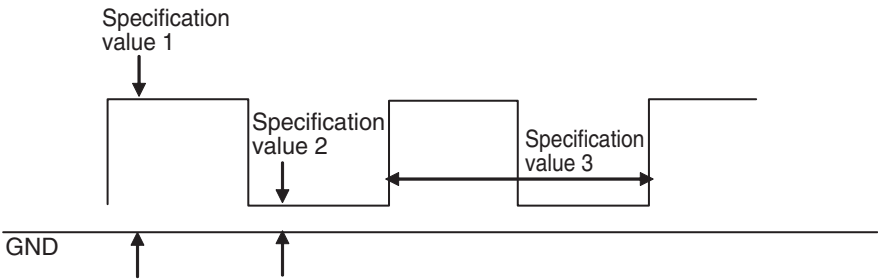 Specification
value 1
Specification
value 2
Specification
value 3
GND